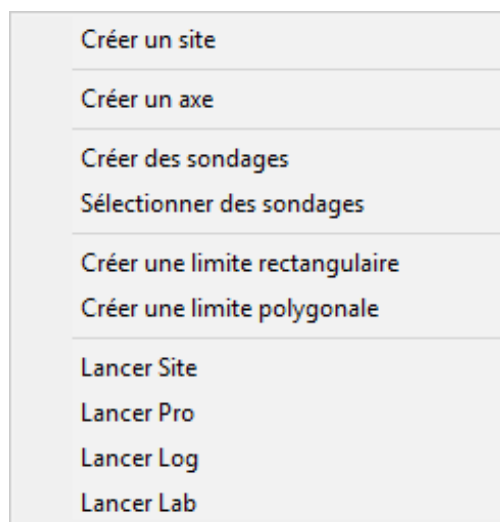 Créer un site
Créer un axe
Créer des sondages
Sélectionner des sondages
Créer une limite rectangulaire
Créer une limite polygonale
Lancer Site
Lancer Pro
Lancer Log
Lancer Lab